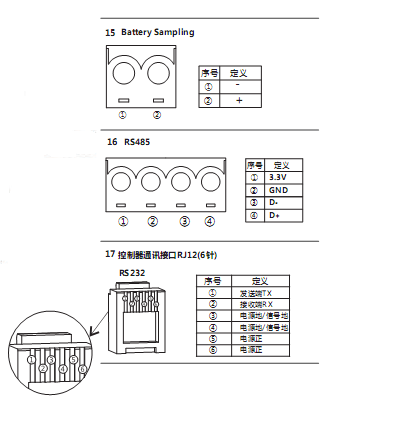 15 Battery Sampling
序号 定义
① -
② +
① ②
16 RS485
序号 定义
① 3.3V
② GND
③ D-
④ D+
① ② ③ ④
17 控制器通讯接口RJ12(6针)
RS232
序号 定义
① 发送端TX
② 接收端RX
③ 电源地/信号地
④ 电源地/信号地
⑤ 电源正
⑥ 电源正
① ③ ⑤
② ④ ⑥